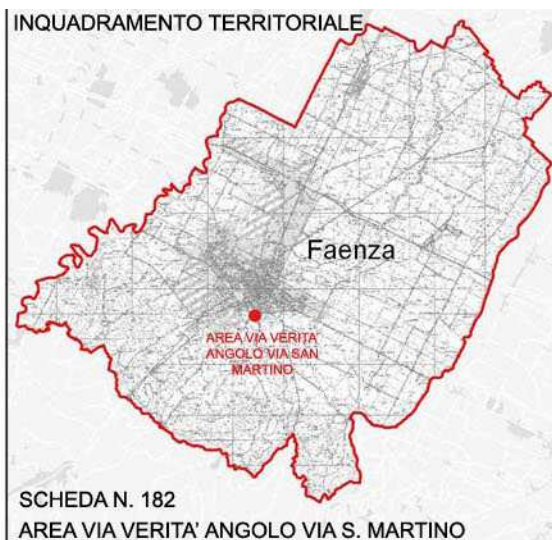 INQUADRAMENTO TERRITORIALE
Faenza
AREA VIA VERITA'
ANGOLO VIA SAN
MARTINO
SCHEDA N. 182
AREA VIA VERITA' ANGOLO VIA S. MARTINO